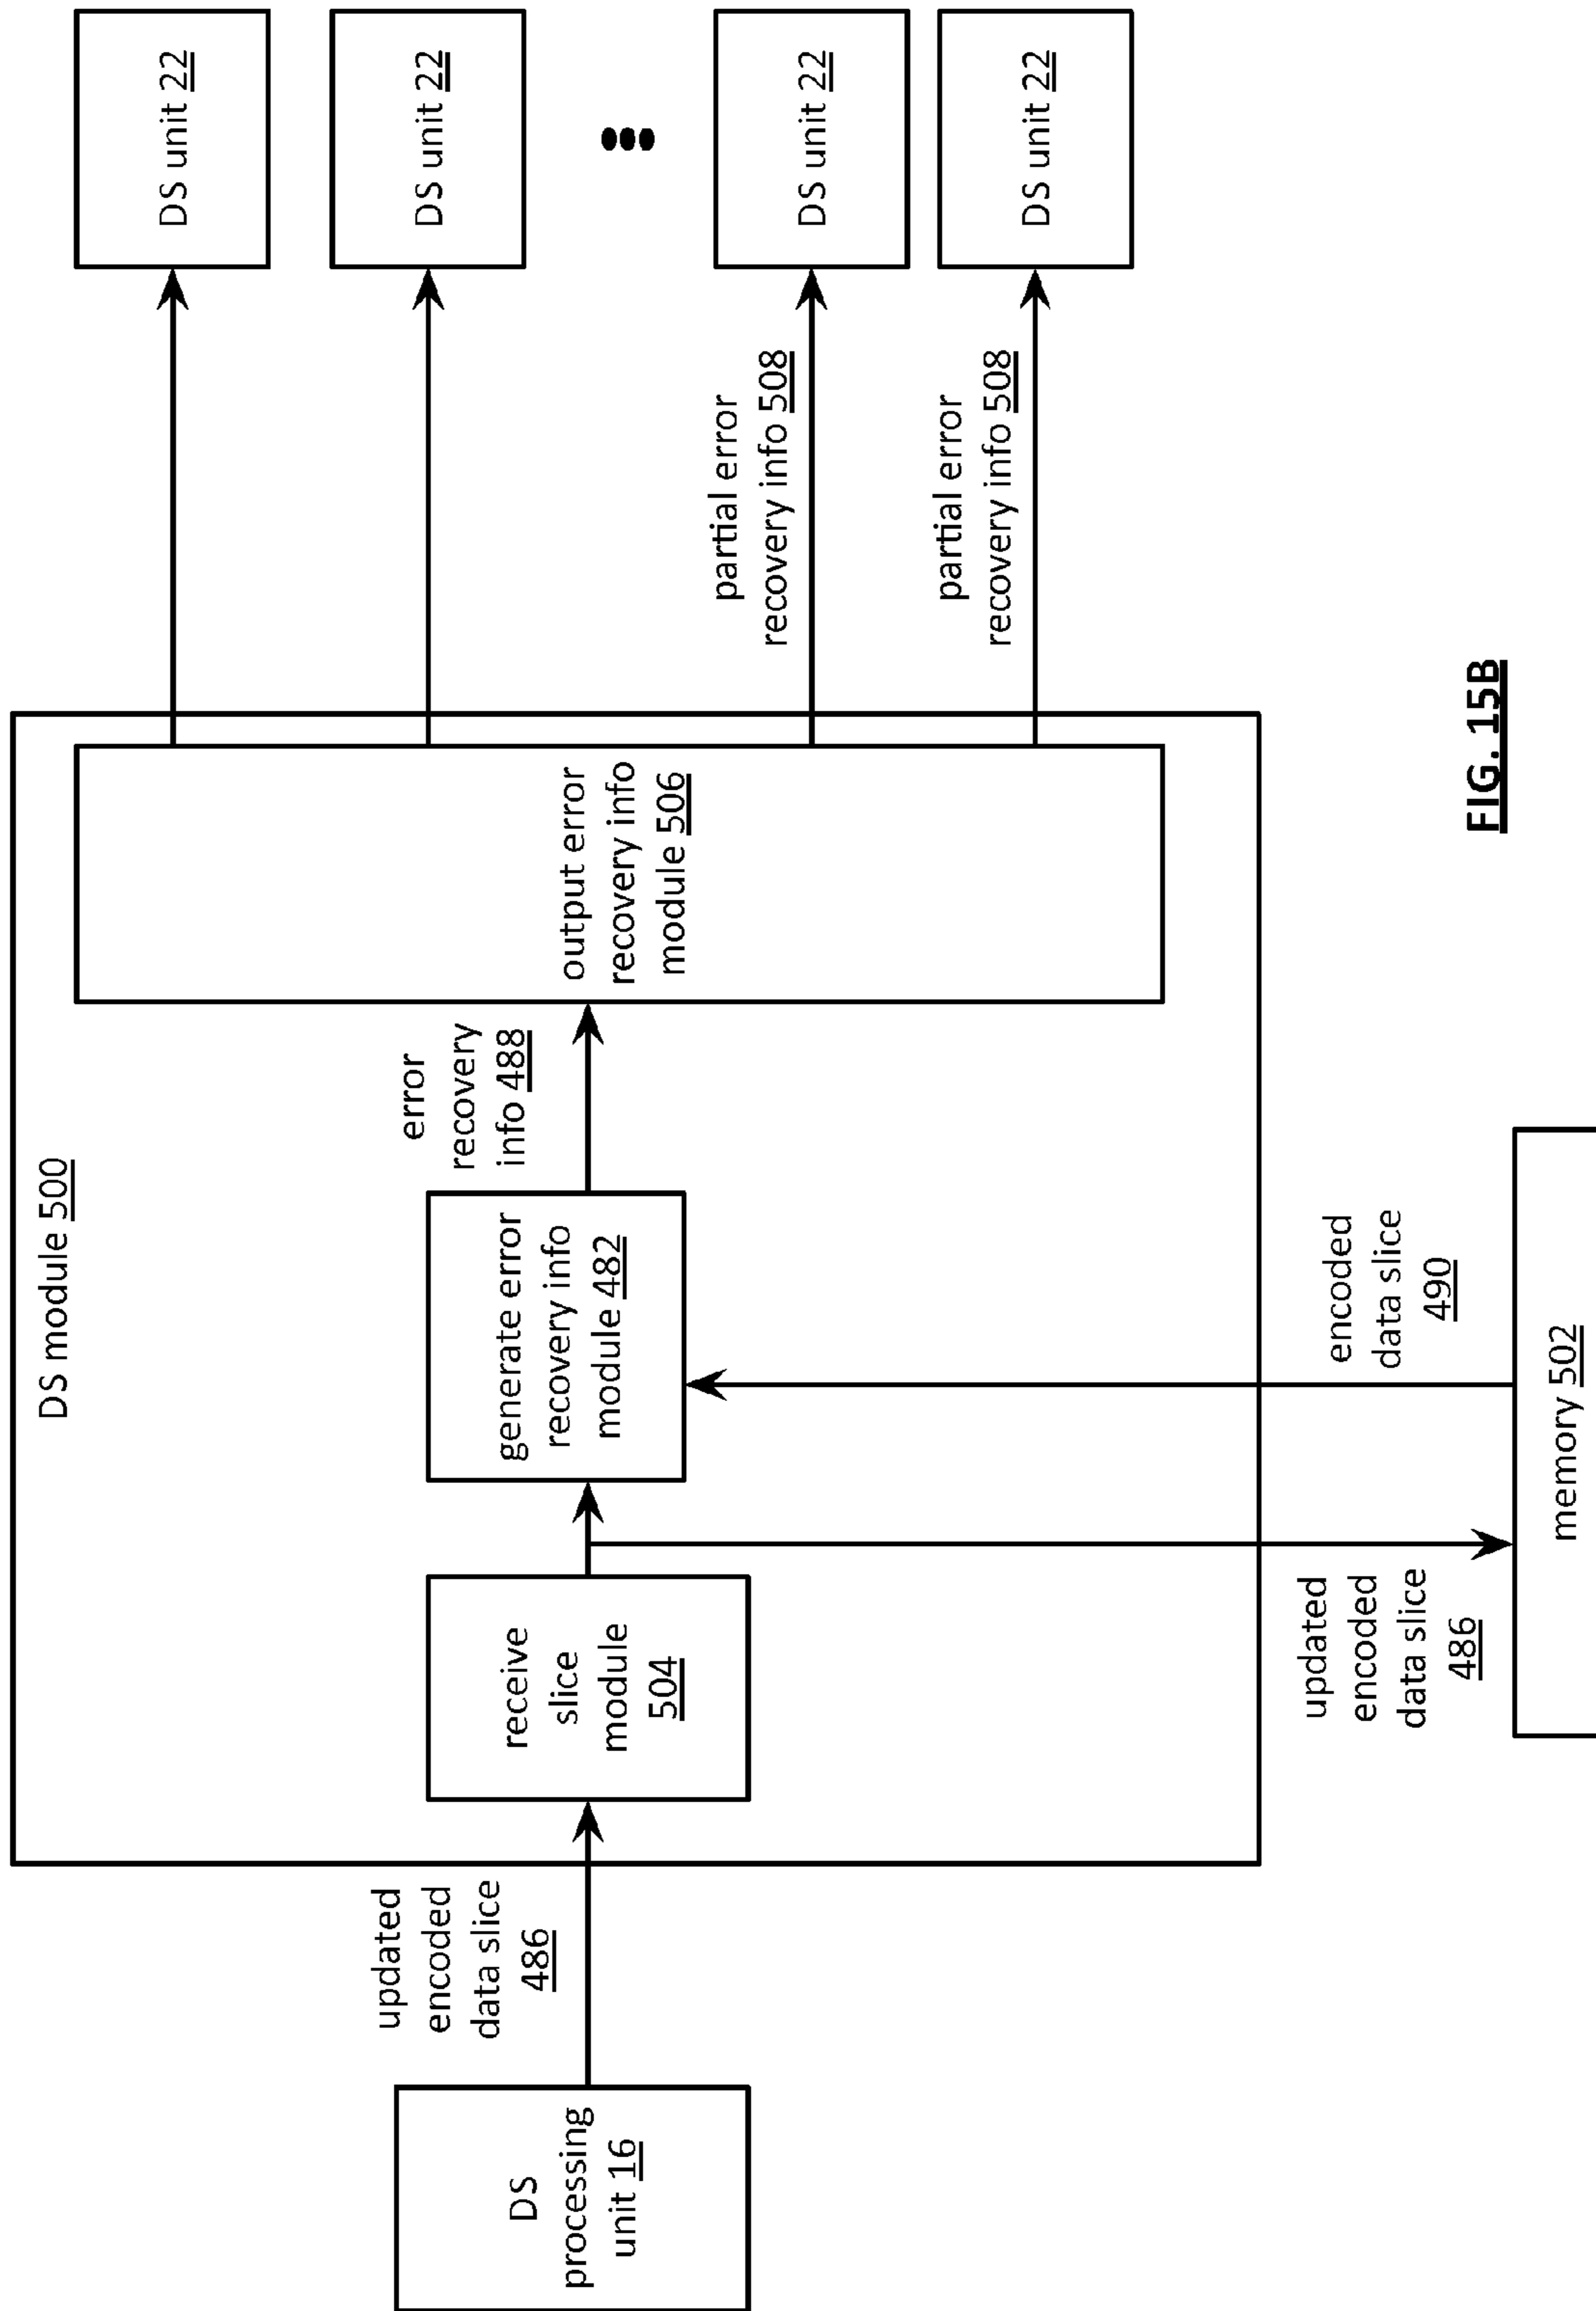 DS module 500
DS
processing
unit 16
updated
encoded
data slice
486
receive
slice
module
504
generate error
recovery info
module 482
error
recovery
info 488
output error
recovery info
module 506
DS unit 22
DS unit 22
partial error
recovery info 508
DS unit 22
partial error
recovery info 508
DS unit 22
updated
encoded
data slice
486
encoded
data slice
490
memory 502
FIG. 15B